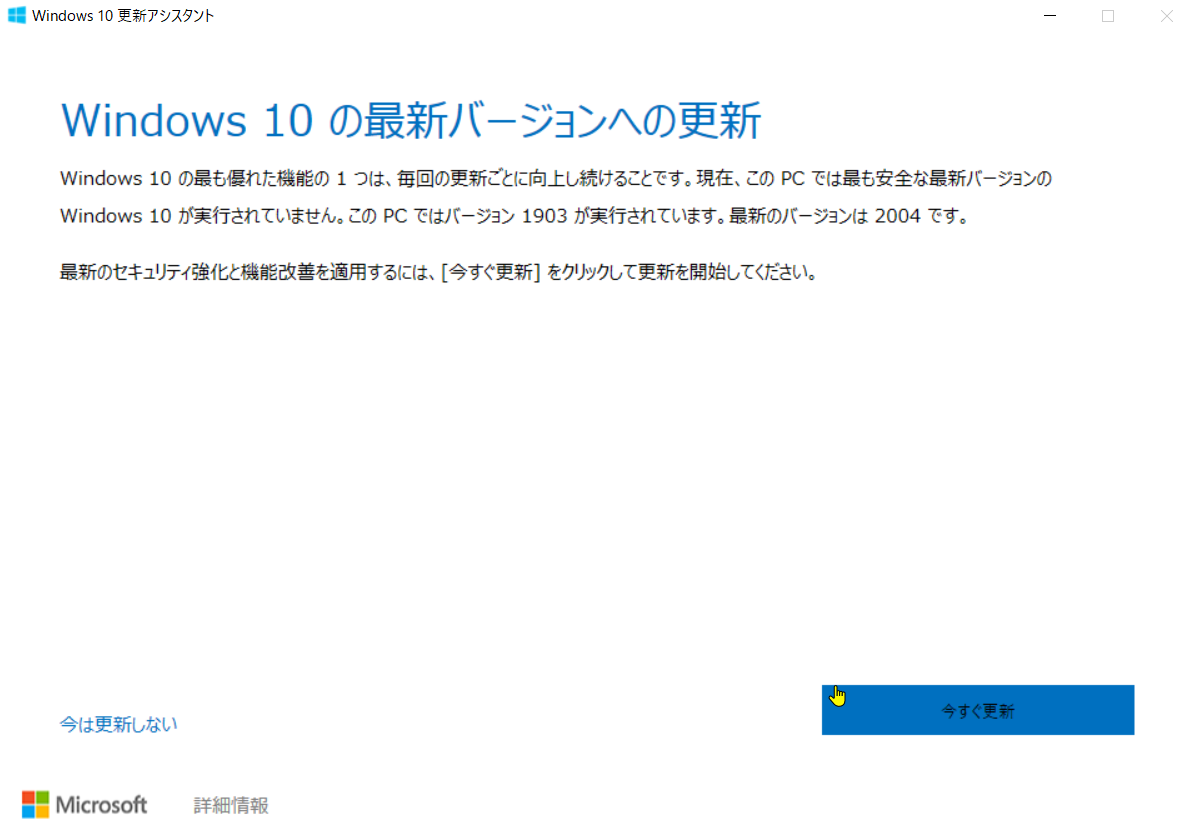 Windows 10 更新アシスタント
Windows 10 の最新バージョンへの更新
Windows 10 の最も優れた機能の 1 つは、毎回の更新ごとに向上し続けることです。現在、この PC では最も安全な最新バージョンの
Windows 10 が実行されていません。この PC ではバージョン 1903 が実行されています。最新のバージョンは 2004 です。
最新のセキュリティ強化と機能改善を適用するには、[今すぐ更新] をクリックして更新を開始してください。
今は更新しない
今すぐ更新
Microsoft 詳細情報